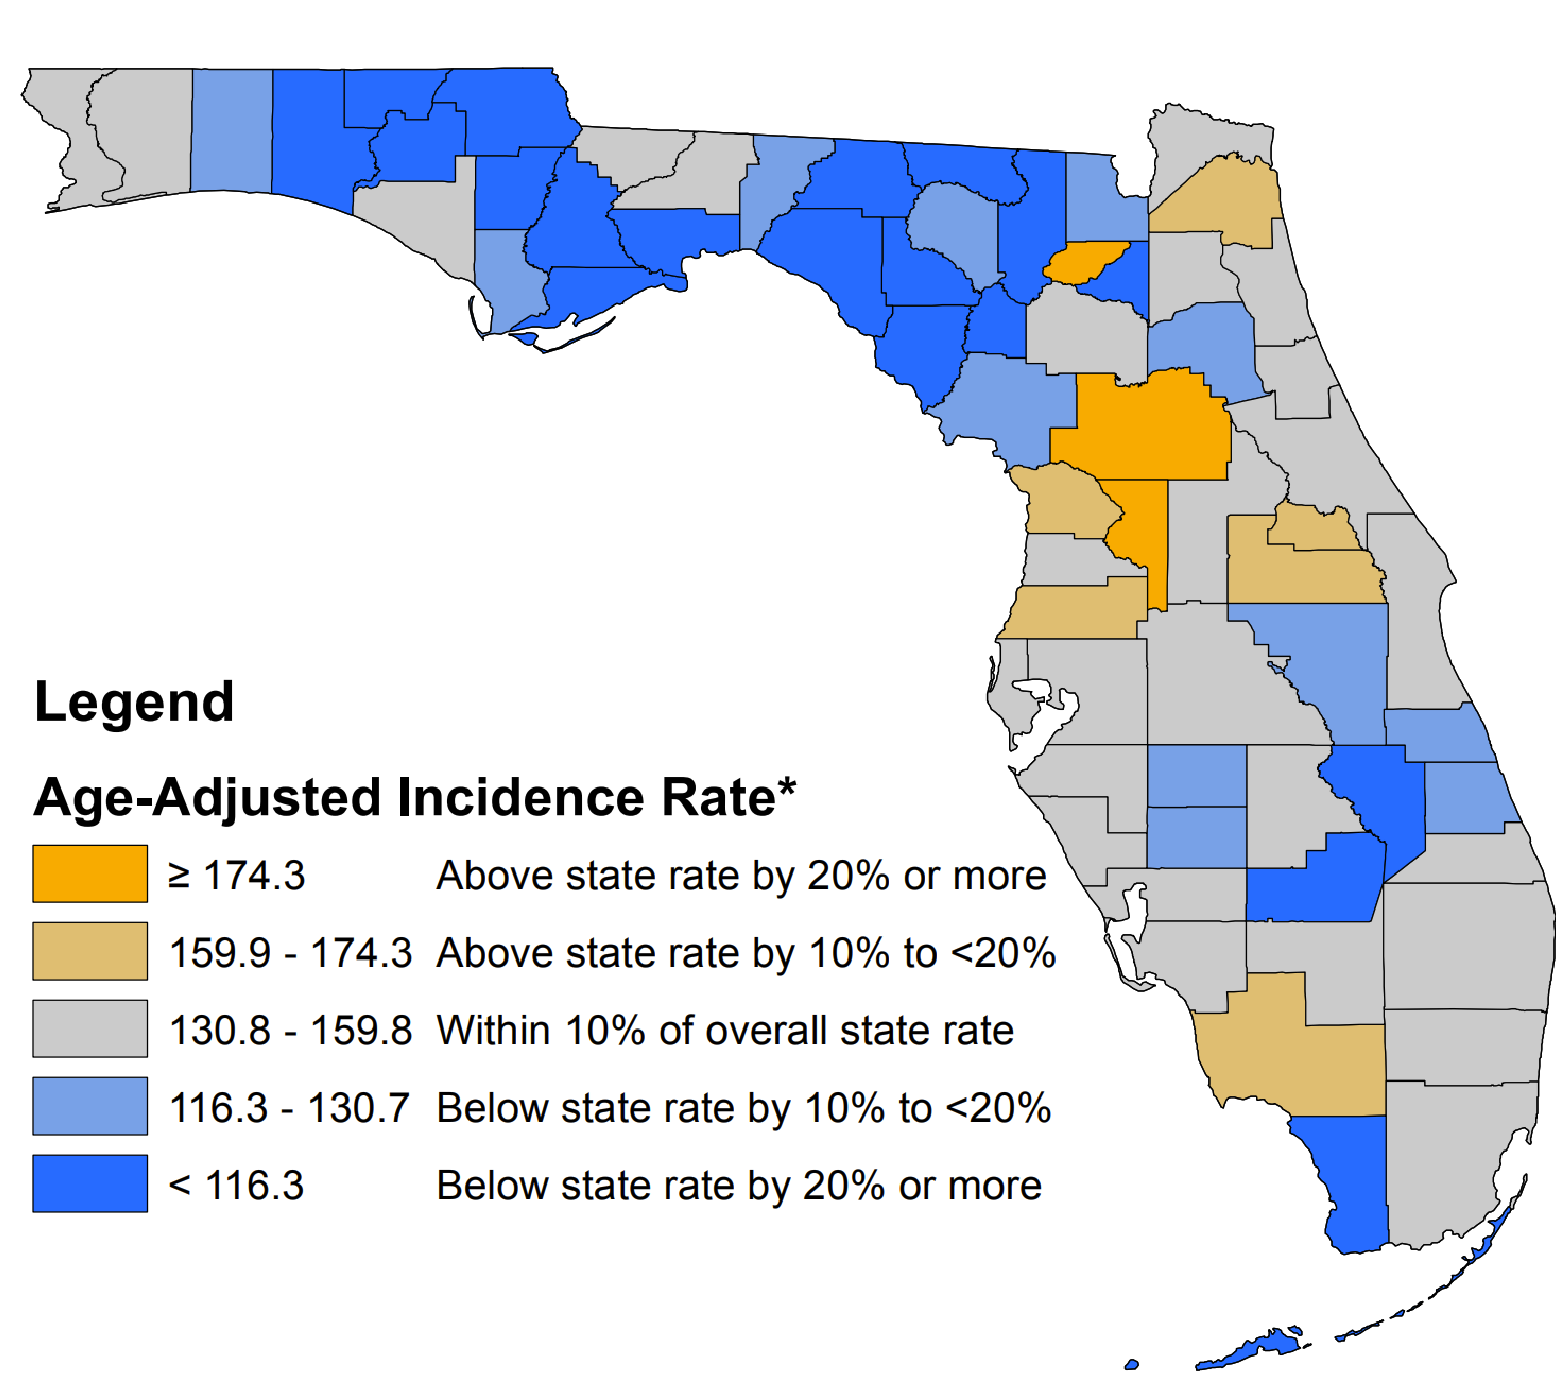 Legend
Age-Adjusted Incidence Rate*
≥ 174.3 Above state rate by 20% or more
159.9 - 174.3 Above state rate by 10% to <20%
130.8 - 159.8 Within 10% of overall state rate
116.3 - 130.7 Below state rate by 10% to <20%
< 116.3 Below state rate by 20% or more